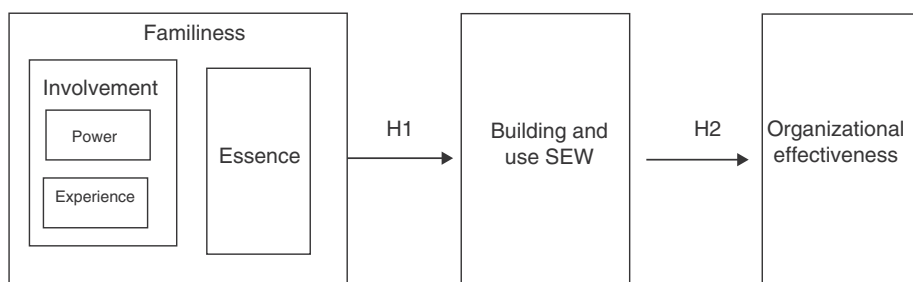 Familiness
Involvement
Power
Experience
Essence
H1
Building and
use SEW
H2
Organizational
effectiveness